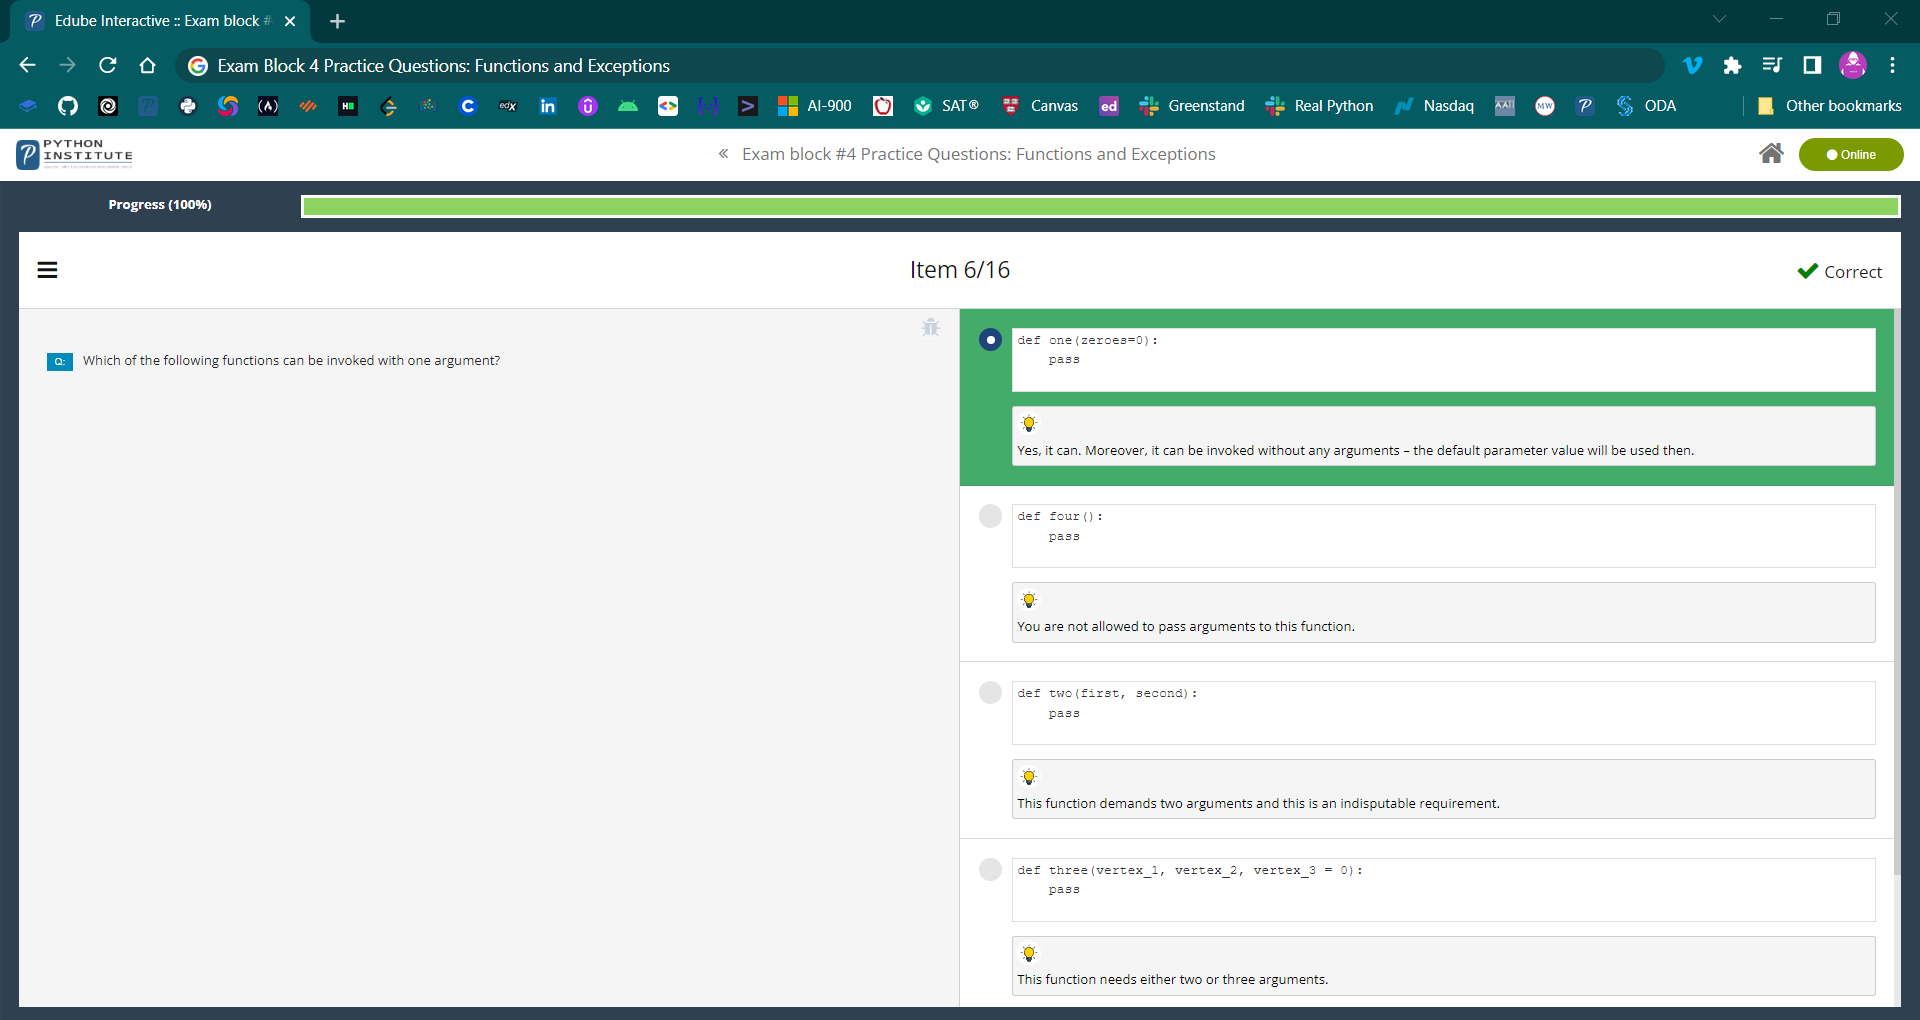 Edube Interactive :: Exam block #
Exam Block 4 Practice Questions: Functions and Exceptions
AI-900
SAT®
Canvas
ed
Greenstand
Real Python
Nasdaq
MW
ODA
Other bookmarks
PYTHON
INSTITUTE
« Exam block #4 Practice Questions: Functions and Exceptions
Online
Progress (100%)
Item 6/16
Correct
Q: Which of the following functions can be invoked with one argument?
def one(zeroes=0):
    pass
Yes, it can. Moreover, it can be invoked without any arguments – the default parameter value will be used then.
def four():
    pass
You are not allowed to pass arguments to this function.
def two(first, second):
    pass
This function demands two arguments and this is an indisputable requirement.
def three(vertex_1, vertex_2, vertex_3 = 0):
    pass
This function needs either two or three arguments.